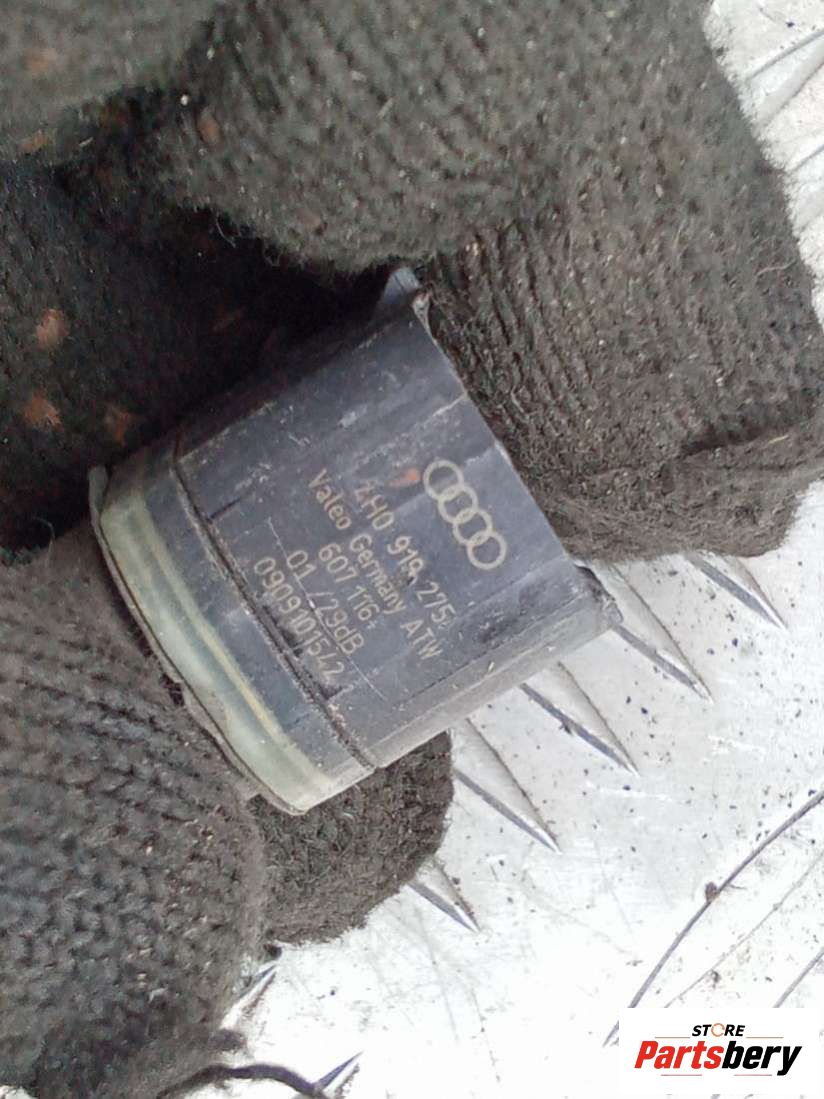 4H0 919 275
Valeo Germany ATW
607 116
01 /29dB
0909101542
STORE
Partsbery